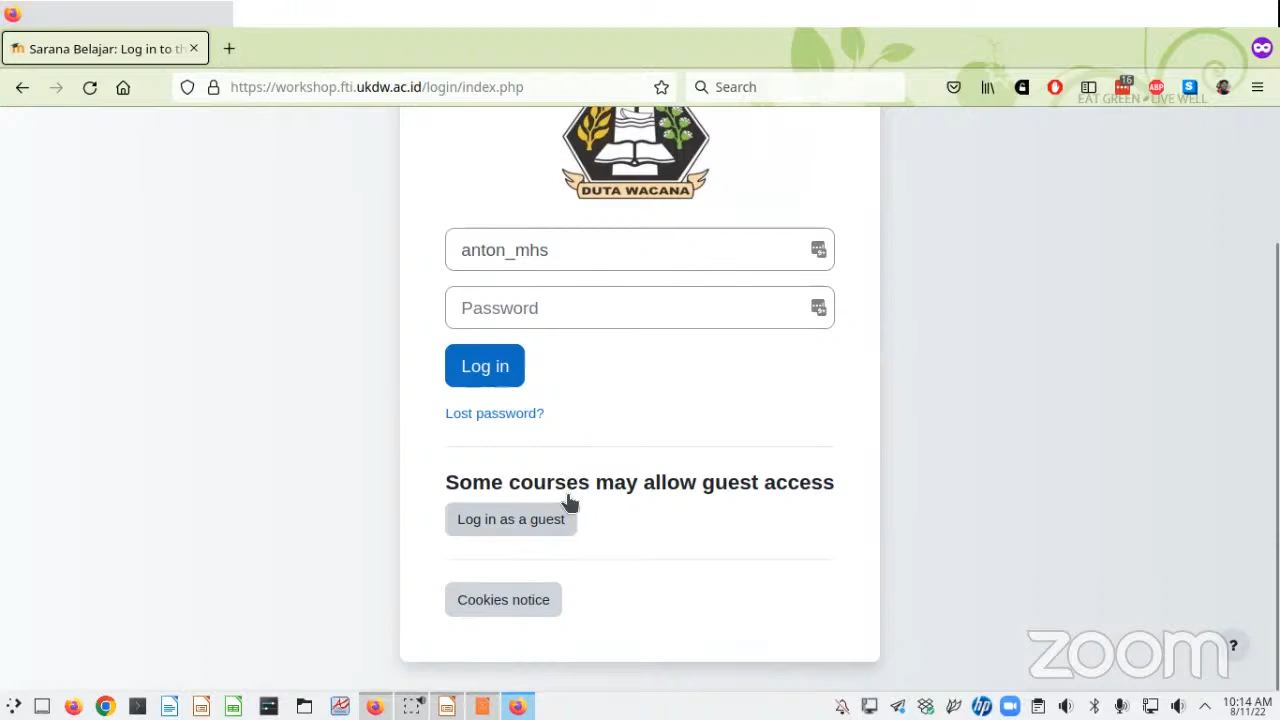 Sarana Belajar: Log in to th
https://workshop.fti.ukdw.ac.id/login/index.php
Search
16
ABP
EAT GREEN • LIVE WELL
DUTA WACANA
anton_mhs
Password
Log in
Lost password?
Some courses may allow guest access
Log in as a guest
Cookies notice
zoom
?
10:14 AM
8/11/22